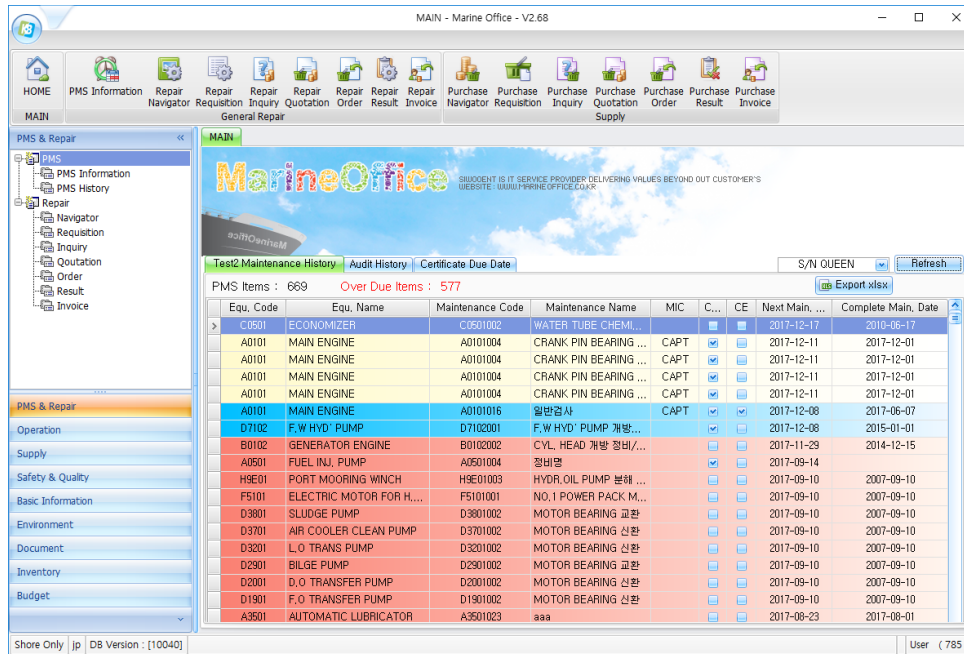 MAIN - Marine Office - V2.68
HOME
PMS Information
Repair Navigator
Repair Requisition
Repair Inquiry
Repair Quotation
Repair Order
Repair Result
Repair Invoice
Purchase Navigator
Purchase Requisition
Purchase Inquiry
Purchase Quotation
Purchase Order
Purchase Result
Purchase Invoice
MAIN
General Repair
Supply
PMS & Repair
PMS
PMS Information
PMS History
Repair
Navigator
Requisition
Inquiry
Qoutation
Order
Result
Invoice
PMS & Repair
Operation
Supply
Safety & Quality
Basic Information
Environment
Document
Inventory
Budget
MAIN
MarineOffice
SIWOOENT IS IT SERVICE PROVIDER DELIVERING VALUES BEYOND OUT CUSTOMER'S
WEBSITE : WWW.MARINEOFFICE.CO.KR
MarineOffice
Test2 Maintenance History Audit History Certificate Due Date S/N QUEEN Refresh
PMS Items : 669 Over Due Items : 577 Export xlsx
Equ. Code Equ. Name Maintenance Code Maintenance Name MIC C... CE Next Main. ... Complete Main. Date
C0501 ECONOMIZER C0501002 WATER TUBE CHEMI... 2017-12-17 2010-06-17
A0101 MAIN ENGINE A0101004 CRANK PIN BEARING ... CAPT 2017-12-11 2017-12-01
A0101 MAIN ENGINE A0101004 CRANK PIN BEARING ... CAPT 2017-12-11 2017-12-01
A0101 MAIN ENGINE A0101004 CRANK PIN BEARING ... CAPT 2017-12-11 2017-12-01
A0101 MAIN ENGINE A0101004 CRANK PIN BEARING ... CAPT 2017-12-11 2017-12-01
A0101 MAIN ENGINE A0101016 일반검사 CAPT 2017-12-08 2017-06-07
D7102 F.W HYD' PUMP D7102001 F.W HYD' PUMP 개방... 2017-12-08 2015-01-01
B0102 GENERATOR ENGINE B0102002 CYL. HEAD 개방 정비/... 2017-11-29 2014-12-15
A0501 FUEL INJ. PUMP A0501004 정비명 2017-09-14
H9E01 PORT MOORING WINCH H9E01003 HYDR.OIL PUMP 분해 ... 2017-09-10 2007-09-10
F5101 ELECTRIC MOTOR FOR H.... F5101001 NO.1 POWER PACK M... 2017-09-10 2007-09-10
D3801 SLUDGE PUMP D3801002 MOTOR BEARING 교환 2017-09-10 2007-09-10
D3701 AIR COOLER CLEAN PUMP D3701002 MOTOR BEARING 신환 2017-09-10 2007-09-10
D3201 L.O TRANS PUMP D3201002 MOTOR BEARING 신환 2017-09-10 2007-09-10
D2901 BILGE PUMP D2901002 MOTOR BEARING 교환 2017-09-10 2007-09-10
D2001 D.O TRANSFER PUMP D2001002 MOTOR BEARING 신환 2017-09-10 2007-09-10
D1901 F.O TRANSFER PUMP D1901002 MOTOR BEARING 신환 2017-09-10 2007-09-10
A3501 AUTOMATIC LUBRICATOR A3501023 aaa 2017-08-23 2017-08-01
Shore Only jp DB Version : [10040] User ( 785